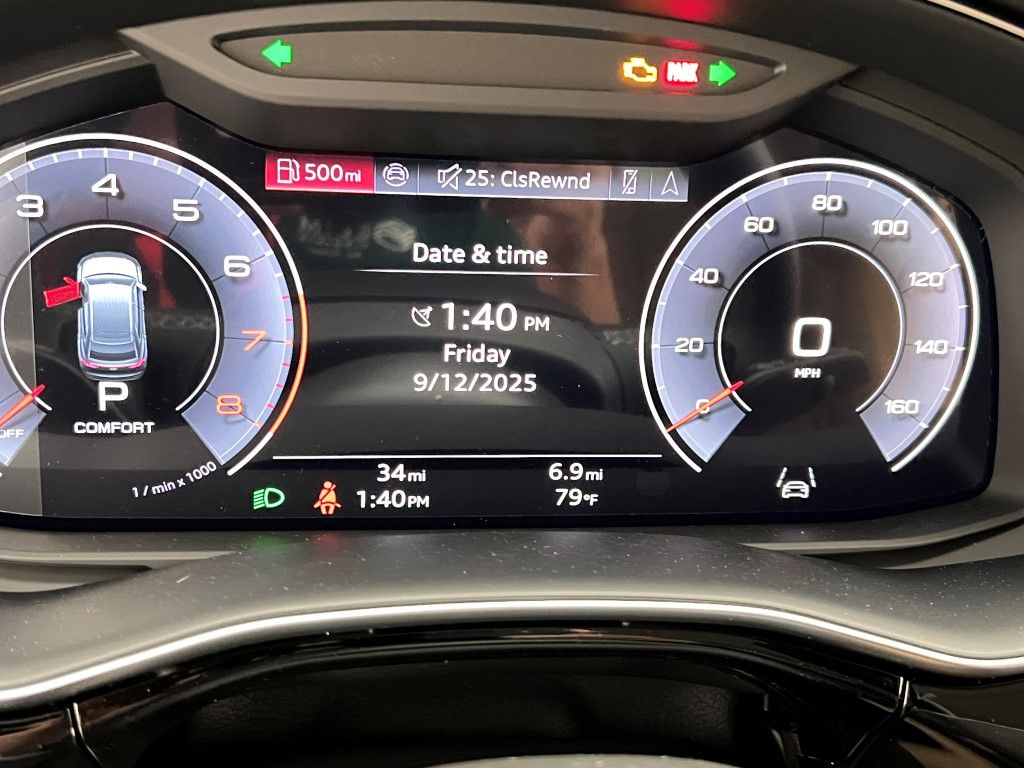 PARK
500mi
25: ClsRewnd
Date & time
1:40 PM
Friday
9/12/2025
3
4
5
6
7
8
OFF
P
COMFORT
1 / min x 1000
0
20
40
60
80
100
120
140
160
0
MPH
34mi
6.9mi
1:40PM
79°F